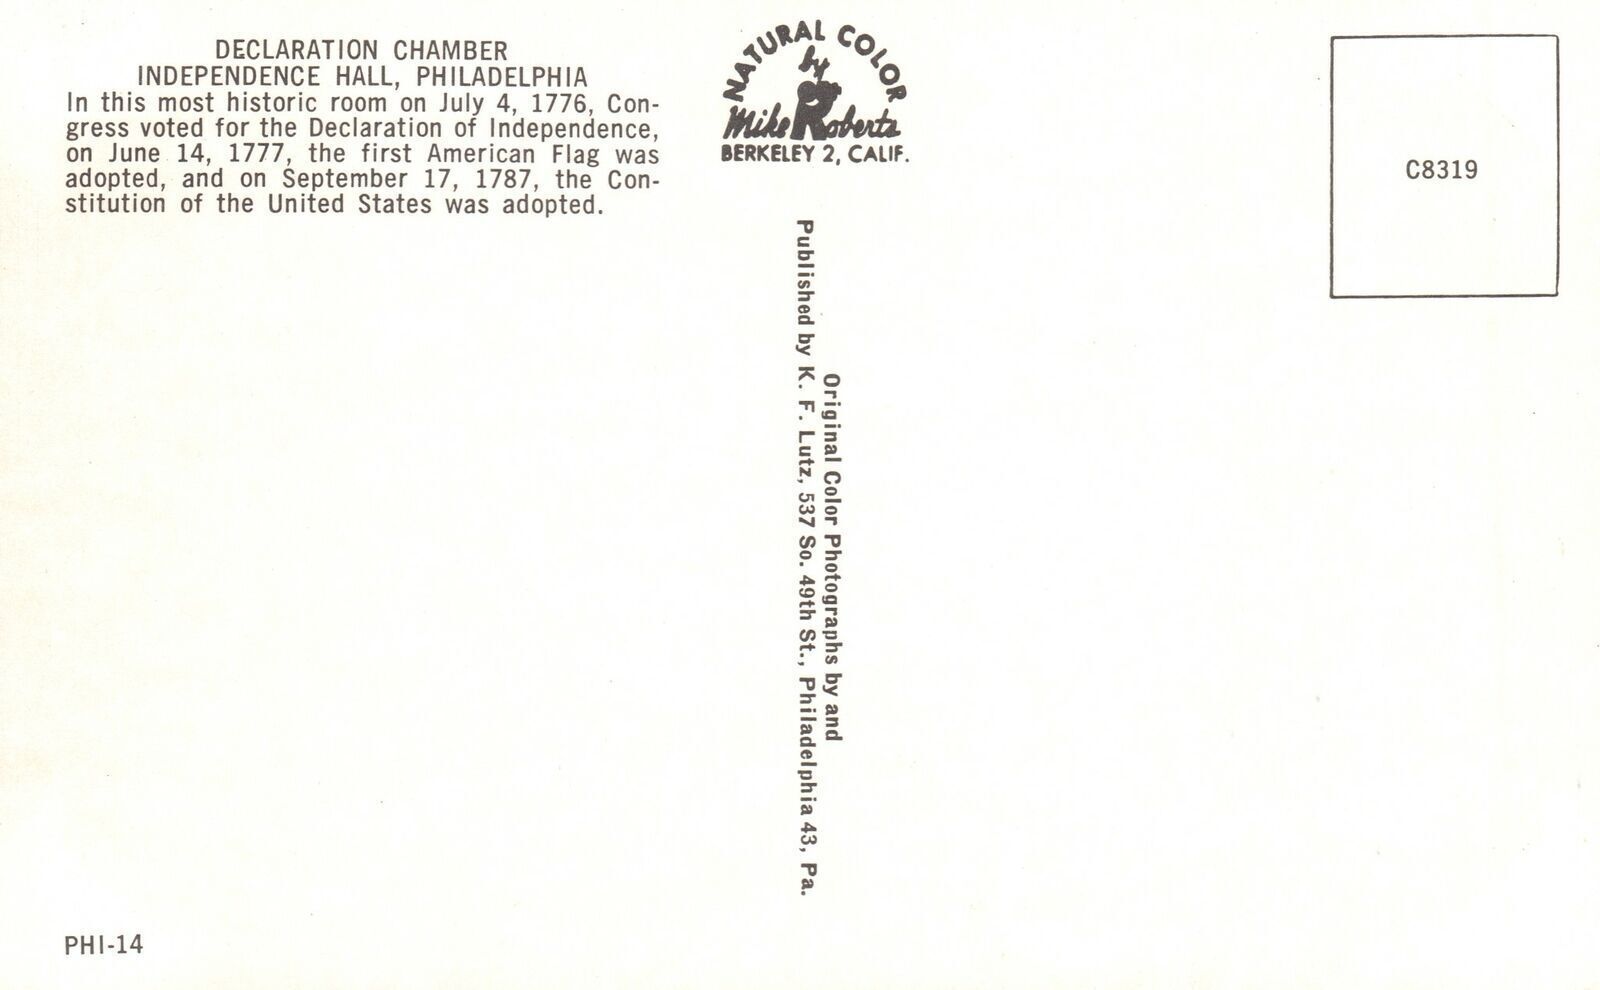 DECLARATION CHAMBER
INDEPENDENCE HALL, PHILADELPHIA
In this most historic room on July 4, 1776, Con-
gress voted for the Declaration of Independence,
on June 14, 1777, the first American Flag was
adopted, and on September 17, 1787, the Con-
stitution of the United States was adopted.
PHI-14
NATURAL COLOR
by
Mike Roberts
BERKELEY 2, CALIF.
Original Color Photographs by and
Published by K. F. Lutz, 537 So. 49th St., Philadelphia 43, Pa.
C8319